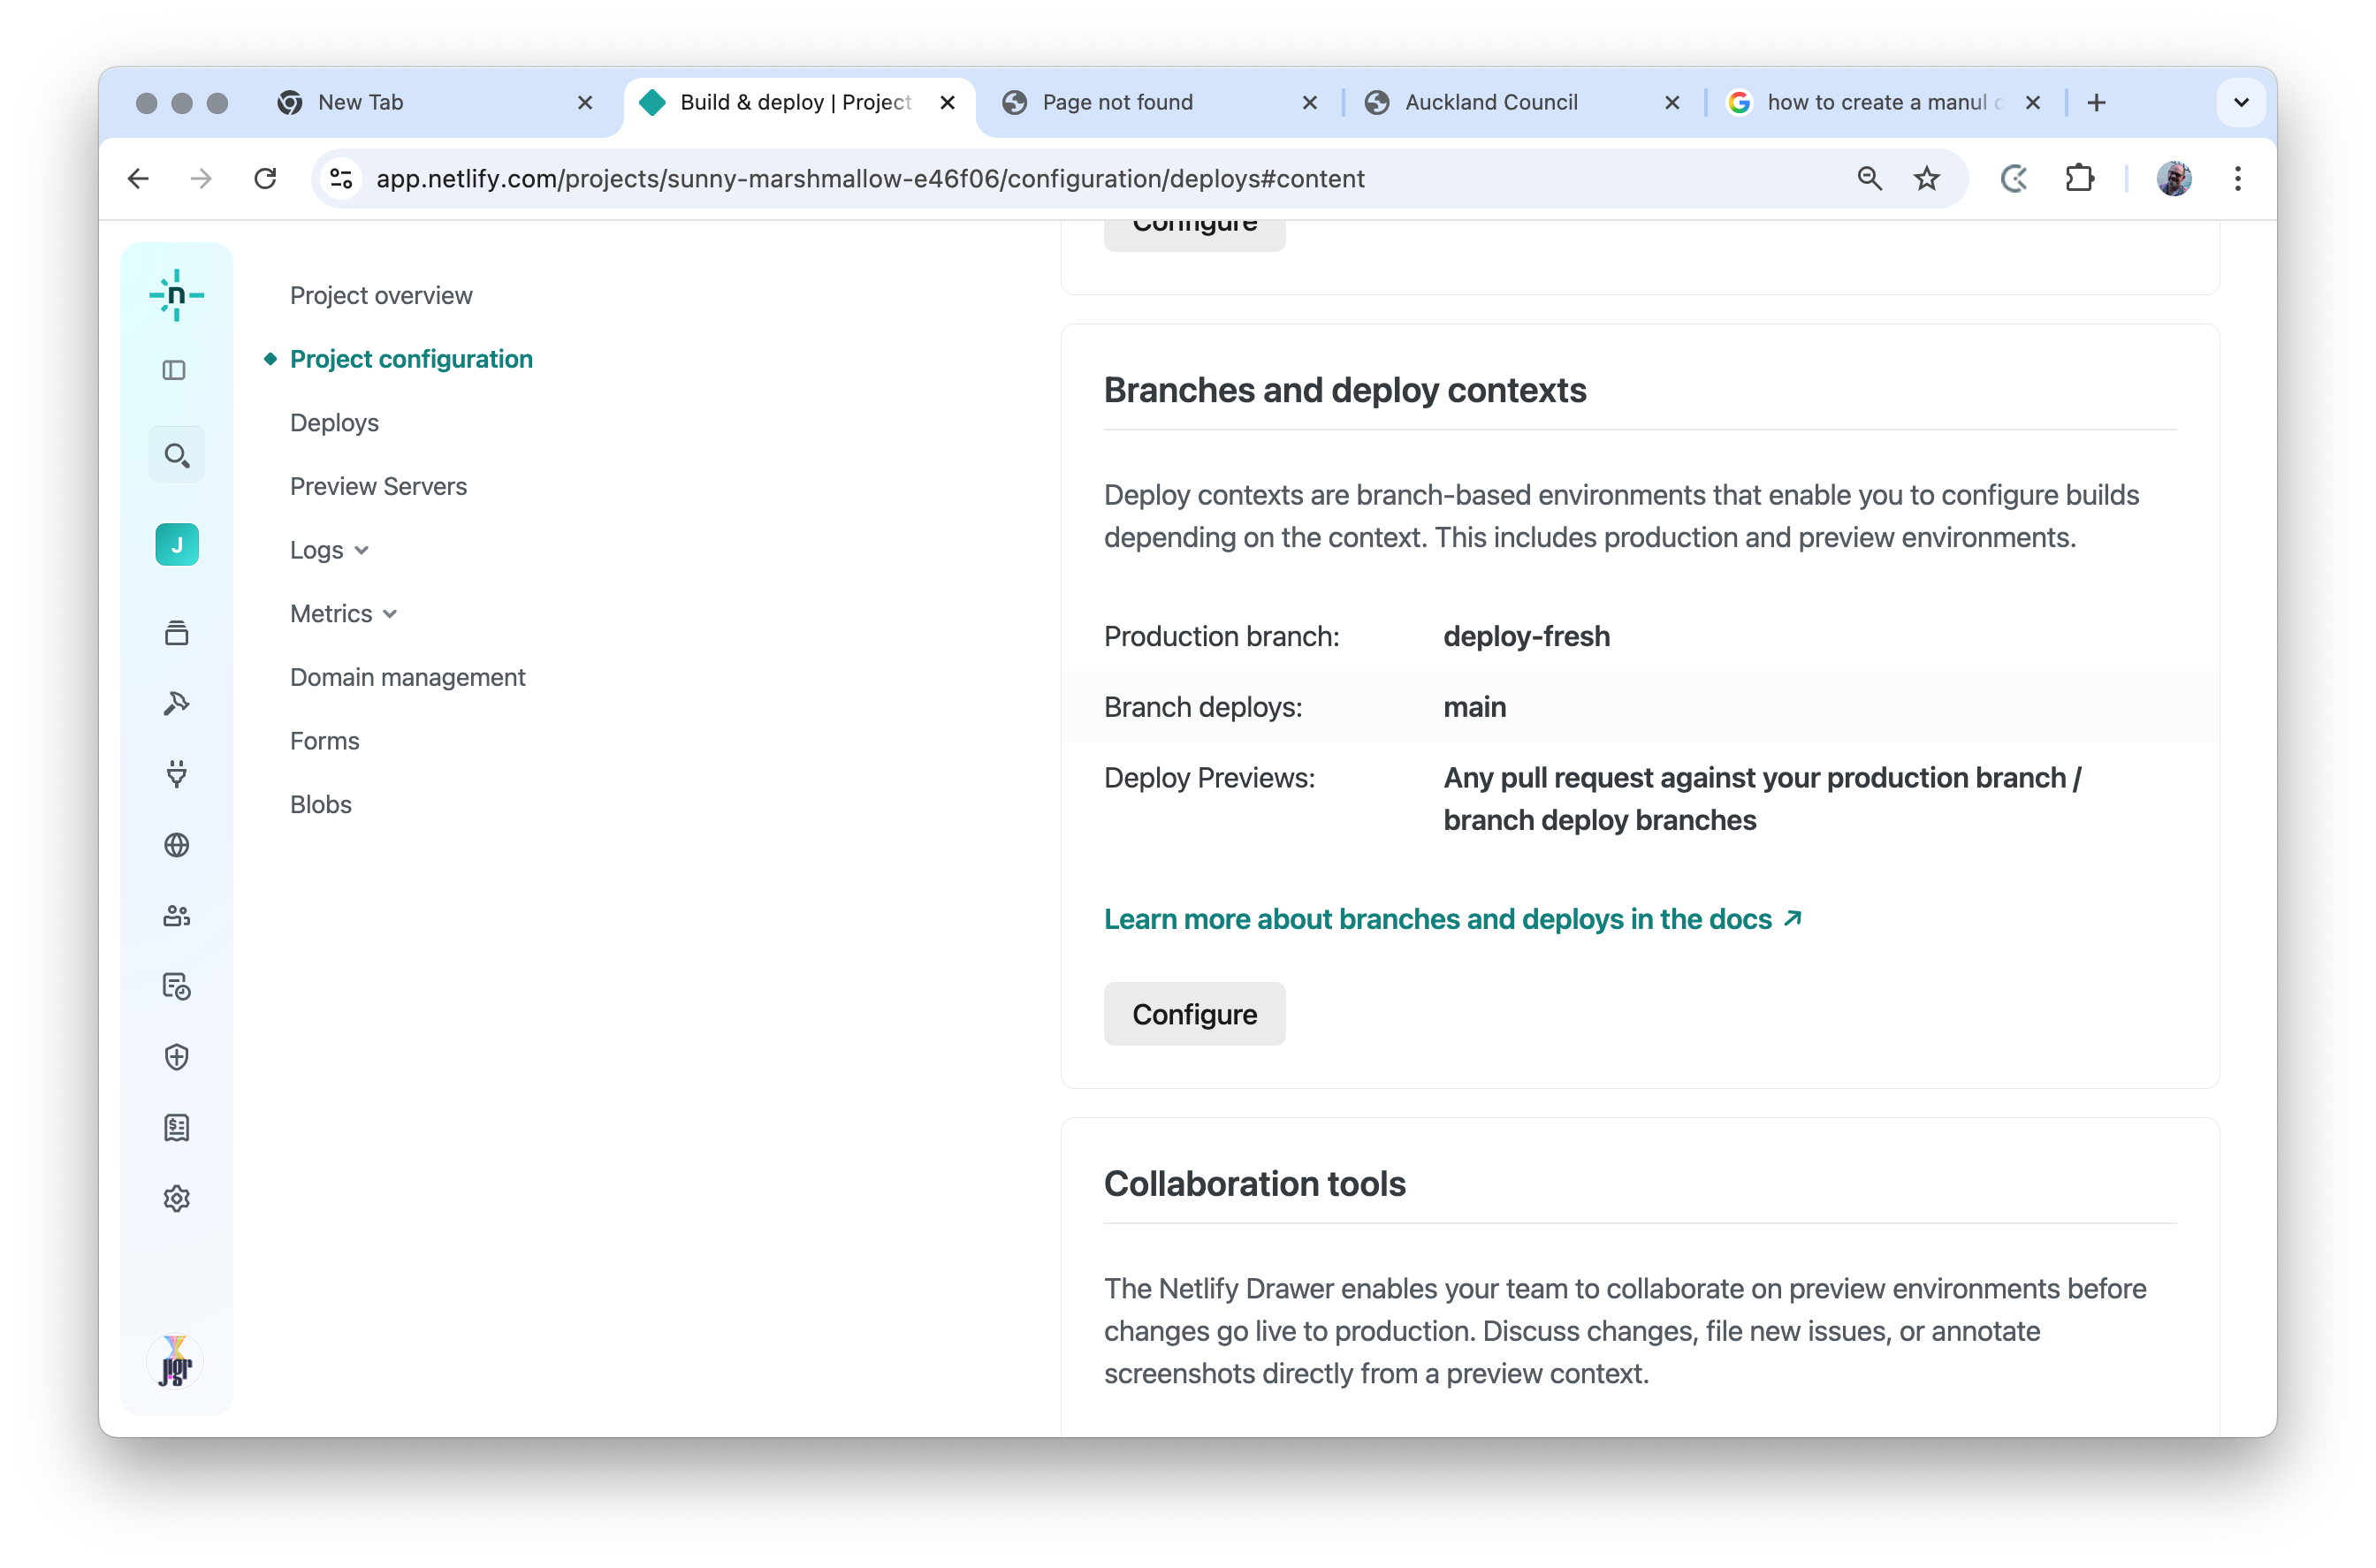 New Tab
Build & deploy | Project
Page not found
Auckland Council
how to create a manul
app.netlify.com/projects/sunny-marshmallow-e46f06/configuration/deploys#content
n
J
jigr
Project overview
Project configuration
Deploys
Preview Servers
Logs
Metrics
Domain management
Forms
Blobs
Configure
Branches and deploy contexts
Deploy contexts are branch-based environments that enable you to configure builds
depending on the context. This includes production and preview environments.
Production branch: deploy-fresh
Branch deploys: main
Deploy Previews: Any pull request against your production branch /
branch deploy branches
Learn more about branches and deploys in the docs
Configure
Collaboration tools
The Netlify Drawer enables your team to collaborate on preview environments before
changes go live to production. Discuss changes, file new issues, or annotate
screenshots directly from a preview context.